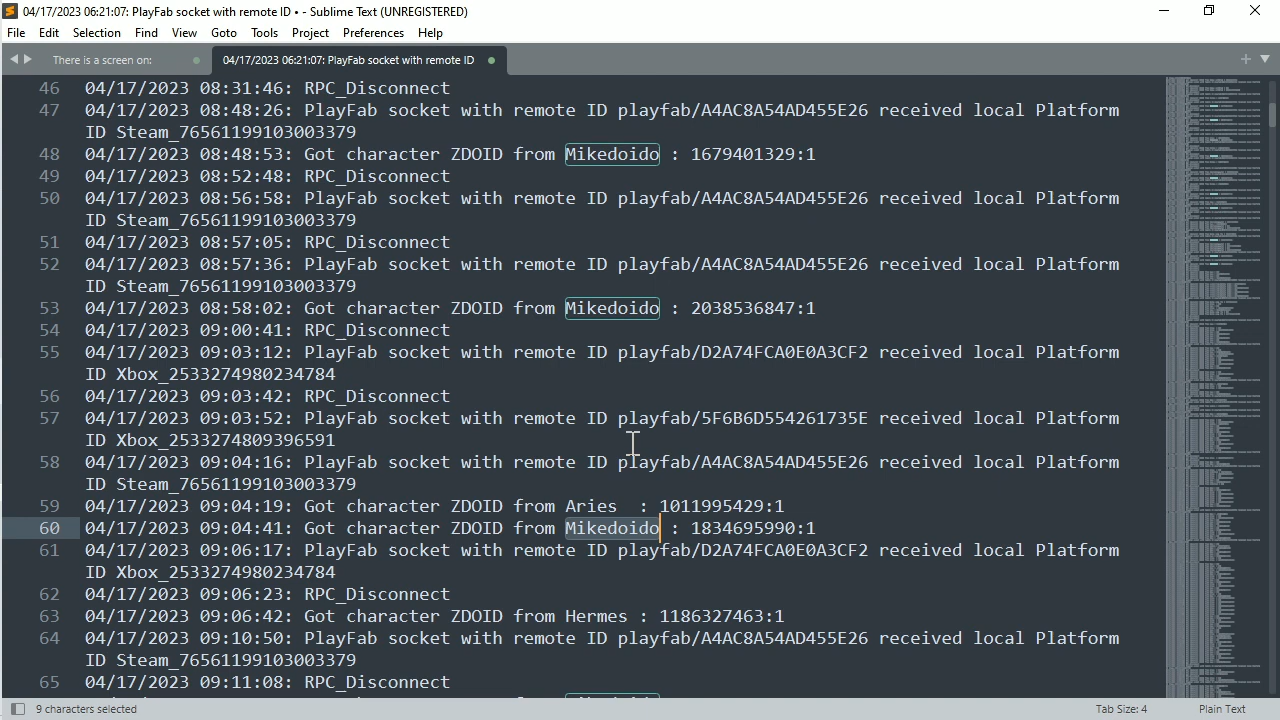 04/17/2023 06:21:07: PlayFab socket with remote ID • - Sublime Text (UNREGISTERED)
File Edit Selection Find View Goto Tools Project Preferences Help
There is a screen on:
04/17/2023 06:21:07: PlayFab socket with remote ID
46 04/17/2023 08:31:46: RPC_Disconnect
47 04/17/2023 08:48:26: PlayFab socket with remote ID playfab/A4AC8A54AD455E26 received local Platform
ID Steam_76561199103003379
48 04/17/2023 08:48:53: Got character ZDOID from Mikedoido : 1679401323:1
49 04/17/2023 08:52:48: RPC_Disconnect
50 04/17/2023 08:56:58: PlayFab socket with remote ID playfab/A4AC8A54AD455E26 received local Platform
ID Steam_76561199103003379
51 04/17/2023 08:57:05: RPC_Disconnect
52 04/17/2023 08:57:36: PlayFab socket with remote ID playfab/A4AC8A54AD455E26 received local Platform
ID Steam_76561199103003379
53 04/17/2023 08:58:02: Got character ZDOID from Mikedoido : 2038536847:1
54 04/17/2023 09:00:41: RPC_Disconnect
55 04/17/2023 09:03:12: PlayFab socket with remote ID received local Platform
ID Xbox_2533274980234784
56 04/17/2023 09:03:42: RPC_Disconnect
57 04/17/2023 09:03:52: PlayFab socket with remote ID received local Platform
ID Xbox_2533274809396591
58 04/17/2023 09:04:16: PlayFab socket with remote ID playfab/A4AC8A54AD455E26 received local Platform
ID Steam_76561199103003379
59 04/17/2023 09:04:19: Got character ZDOID from Aries : 1011995429:1
60 04/17/2023 09:04:41: Got character ZDOID from Mikedoido :
61 04/17/2023 09:06:17: PlayFab socket with remote ID received local Platform
ID Xbox_2533274980234784
62 04/17/2023 09:06:23: RPC_Disconnect
63 04/17/2023 09:06:42: Got character ZDOID from Hermes : 1186327463:1
64 04/17/2023 09:10:50: PlayFab socket with remote ID playfab/A4AC8A54AD455E26 received local Platform
ID Steam_76561199103003379
65 04/17/2023 09:11:08: RPC_Disconnect
9 characters selected
Tab Size: 4
Plain Text